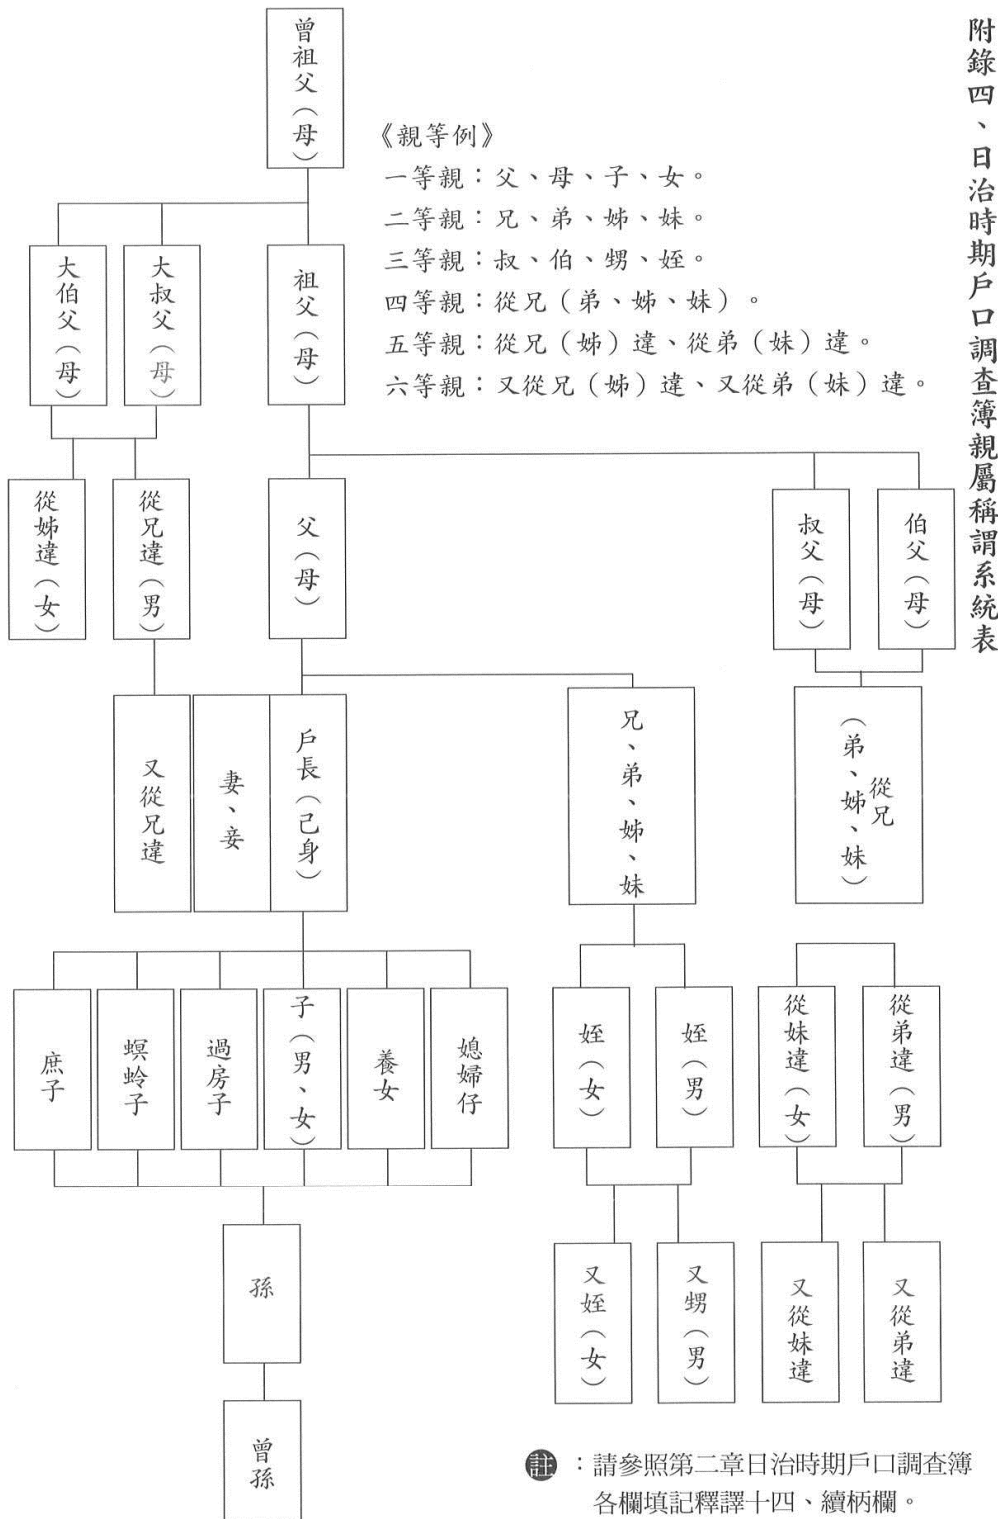 附錄四、日治時期戶口調查簿親屬稱謂系統表
曾祖父（母）
《親等例》
一等親：父、母、子、女。
二等親：兄、弟、姊、妹。
三等親：叔、伯、甥、姪。
四等親：從兄（弟、姊、妹）。
五等親：從兄（姊）違、從弟（妹）違。
六等親：又從兄（姊）違、又從弟（妹）違。
大伯父（母）
大叔父（母）
祖父（母）
從姊違（女）
從兄違（男）
父（母）
叔父（母）
伯父（母）
又從兄違
妻、妾
戶長（己身）
兄、弟、姊、妹
從兄
（弟、姊、妹）
庶子
螟蛉子
過房子
子（男、女）
養女
媳婦仔
姪（女）
姪（男）
從妹違（女）
從弟違（男）
孫
又姪（女）
又甥（男）
又從妹違
又從弟違
曾孫
註：請參照第二章日治時期戶口調查簿
各欄填記釋譯十四、續柄欄。